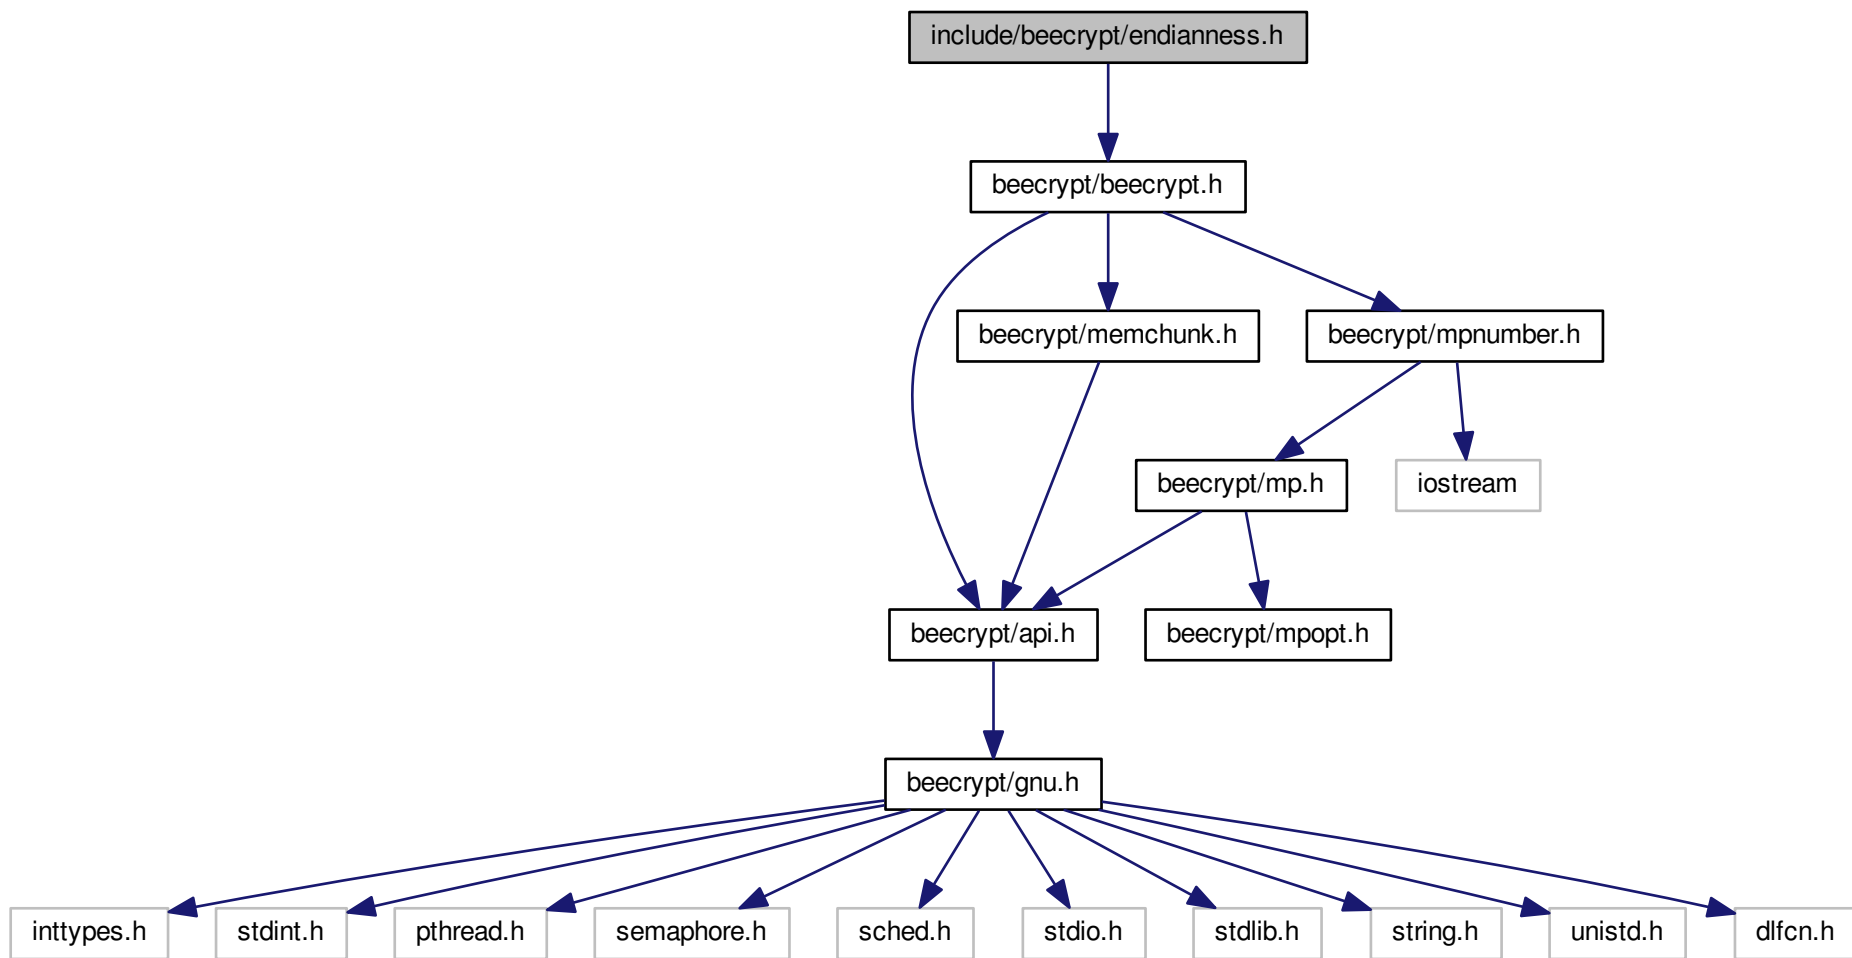 include/beecrypt/endianness.h
beecrypt/beecrypt.h
beecrypt/memchunk.h
beecrypt/mpnumber.h
beecrypt/mp.h
iostream
beecrypt/api.h
beecrypt/mpopt.h
beecrypt/gnu.h
inttypes.h
stdint.h
pthread.h
semaphore.h
sched.h
stdio.h
stdlib.h
string.h
unistd.h
dlfcn.h